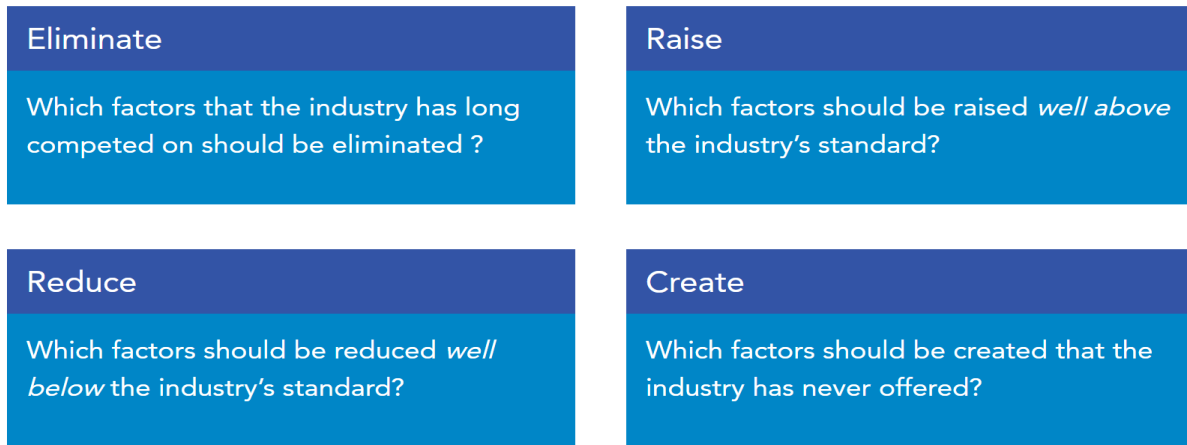 Eliminate
Which factors that the industry has long
competed on should be eliminated ?
Raise
Which factors should be raised well above
the industry's standard?
Reduce
Which factors should be reduced well
below the industry's standard?
Create
Which factors should be created that the
industry has never offered?